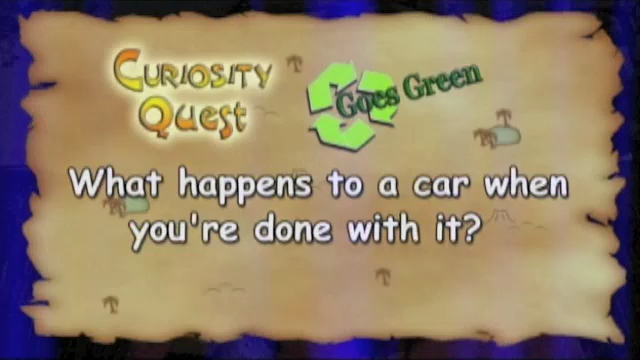 Curiosity
Quest
Goes Green
What happens to a car when
you're done with it?